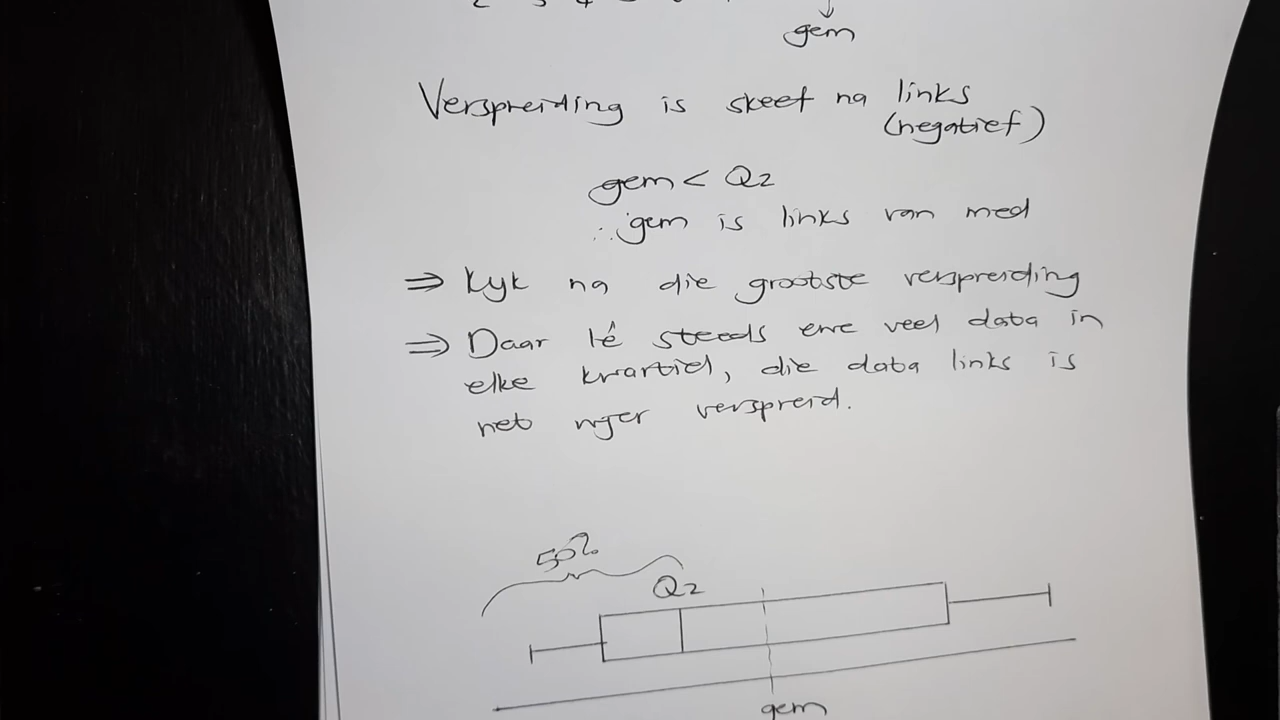 gem
Verspreiding is skeef na links
(negatief)
gem < Q2
∴ gem is links van med
⇒ Kyk na die grootste verspreiding
⇒ Daar lê steeds ewe veel data in
elke kwartiel, die data links is
net wyer verspreid.
50%
Q2
gem